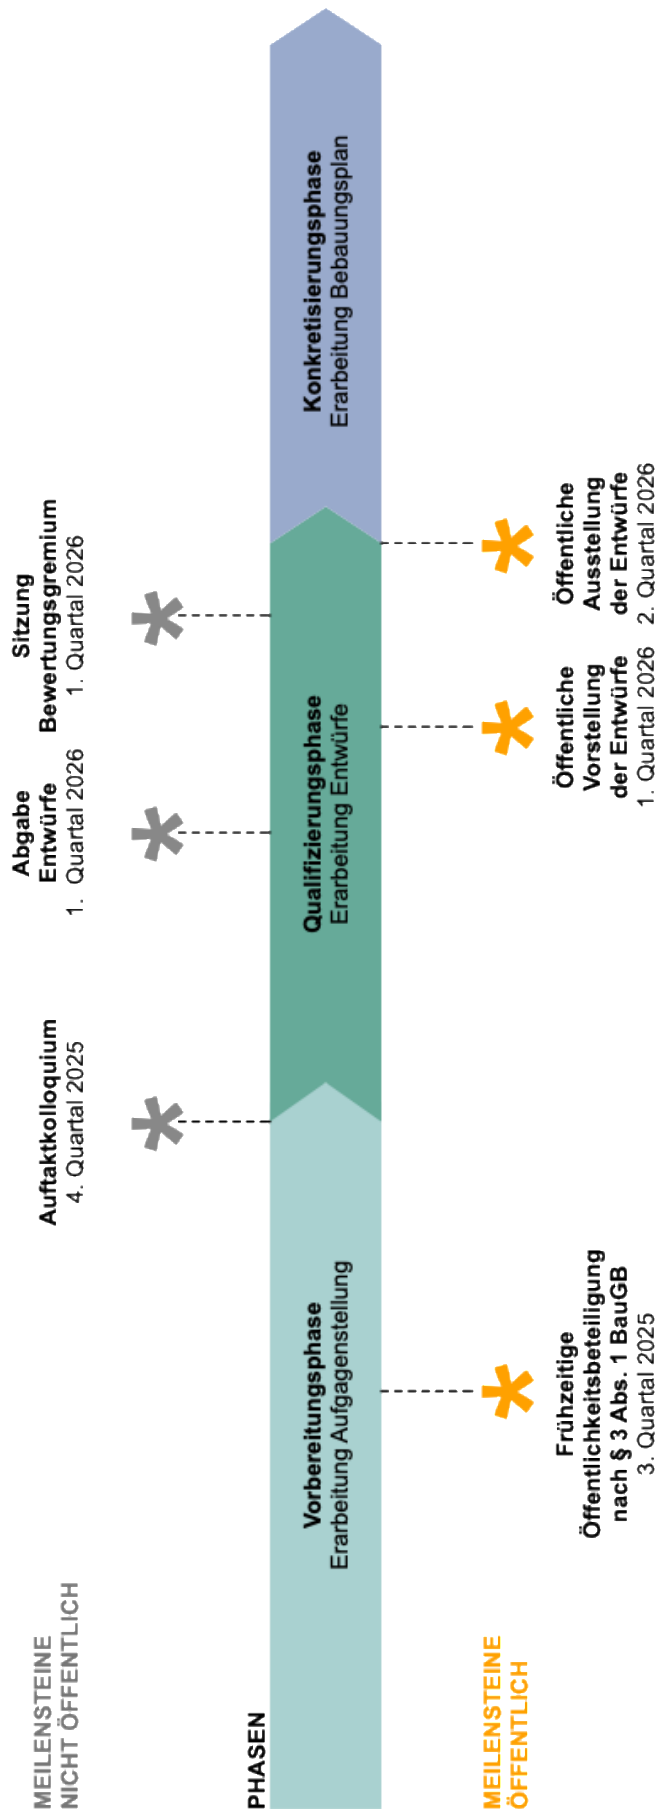 MEILENSTEINE
NICHT ÖFFENTLICH
Auftaktkolloquium
4. Quartal 2025
Abgabe
Entwürfe
1. Quartal 2026
Sitzung
Bewertungsgremium
1. Quartal 2026
PHASEN
Vorbereitungsphase
Erarbeitung Aufgagenstellung
Qualifizierungsphase
Erarbeitung Entwürfe
Konkretisierungsphase
Erarbeitung Bebauungsplan
MEILENSTEINE
ÖFFENTLICH
Frühzeitige
Öffentlichkeitsbeteiligung
nach § 3 Abs. 1 BauGB
3. Quartal 2025
Öffentliche
Vorstellung
der Entwürfe
1. Quartal 2026
Öffentliche
Ausstellung
der Entwürfe
2. Quartal 2026